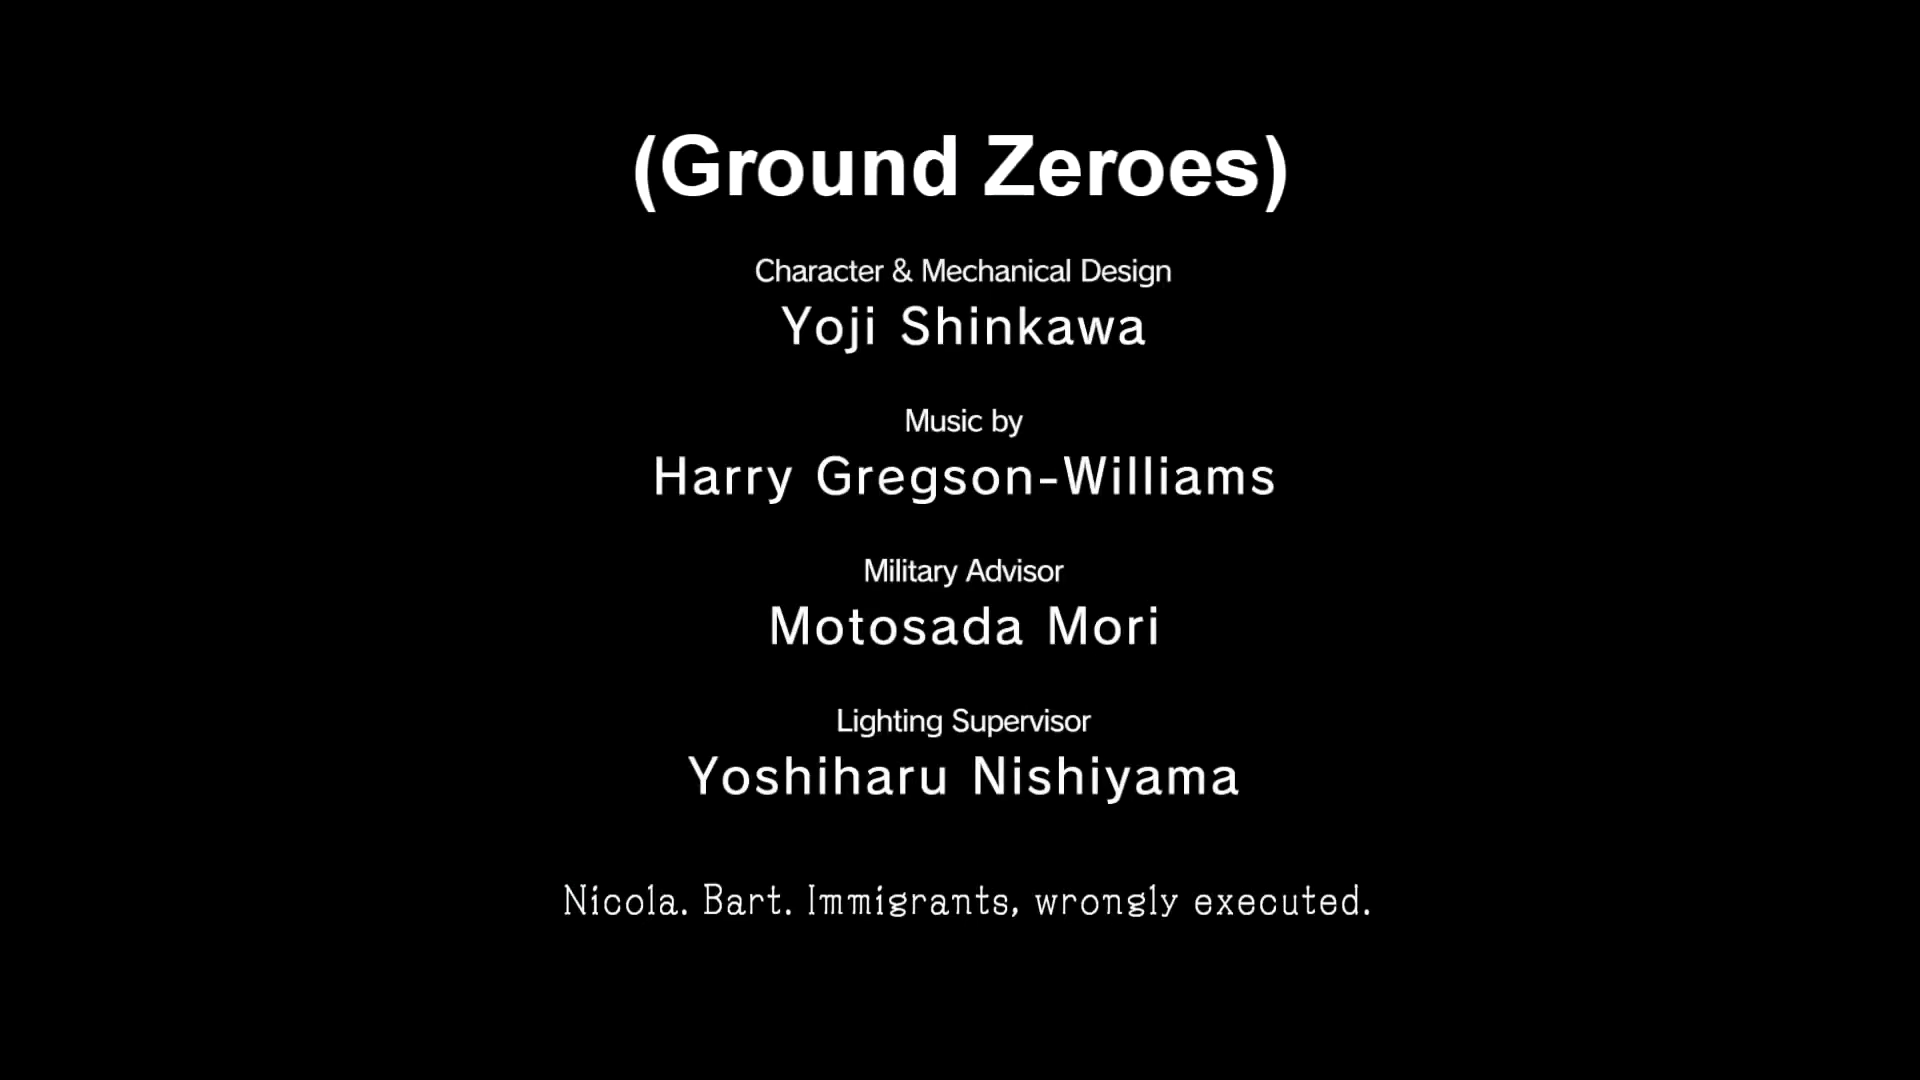 (Ground Zeroes)
Character & Mechanical Design
Yoji Shinkawa
Music by
Harry Gregson-Williams
Military Advisor
Motosada Mori
Lighting Supervisor
Yoshiharu Nishiyama
Nicola. Bart. Immigrants, wrongly executed.